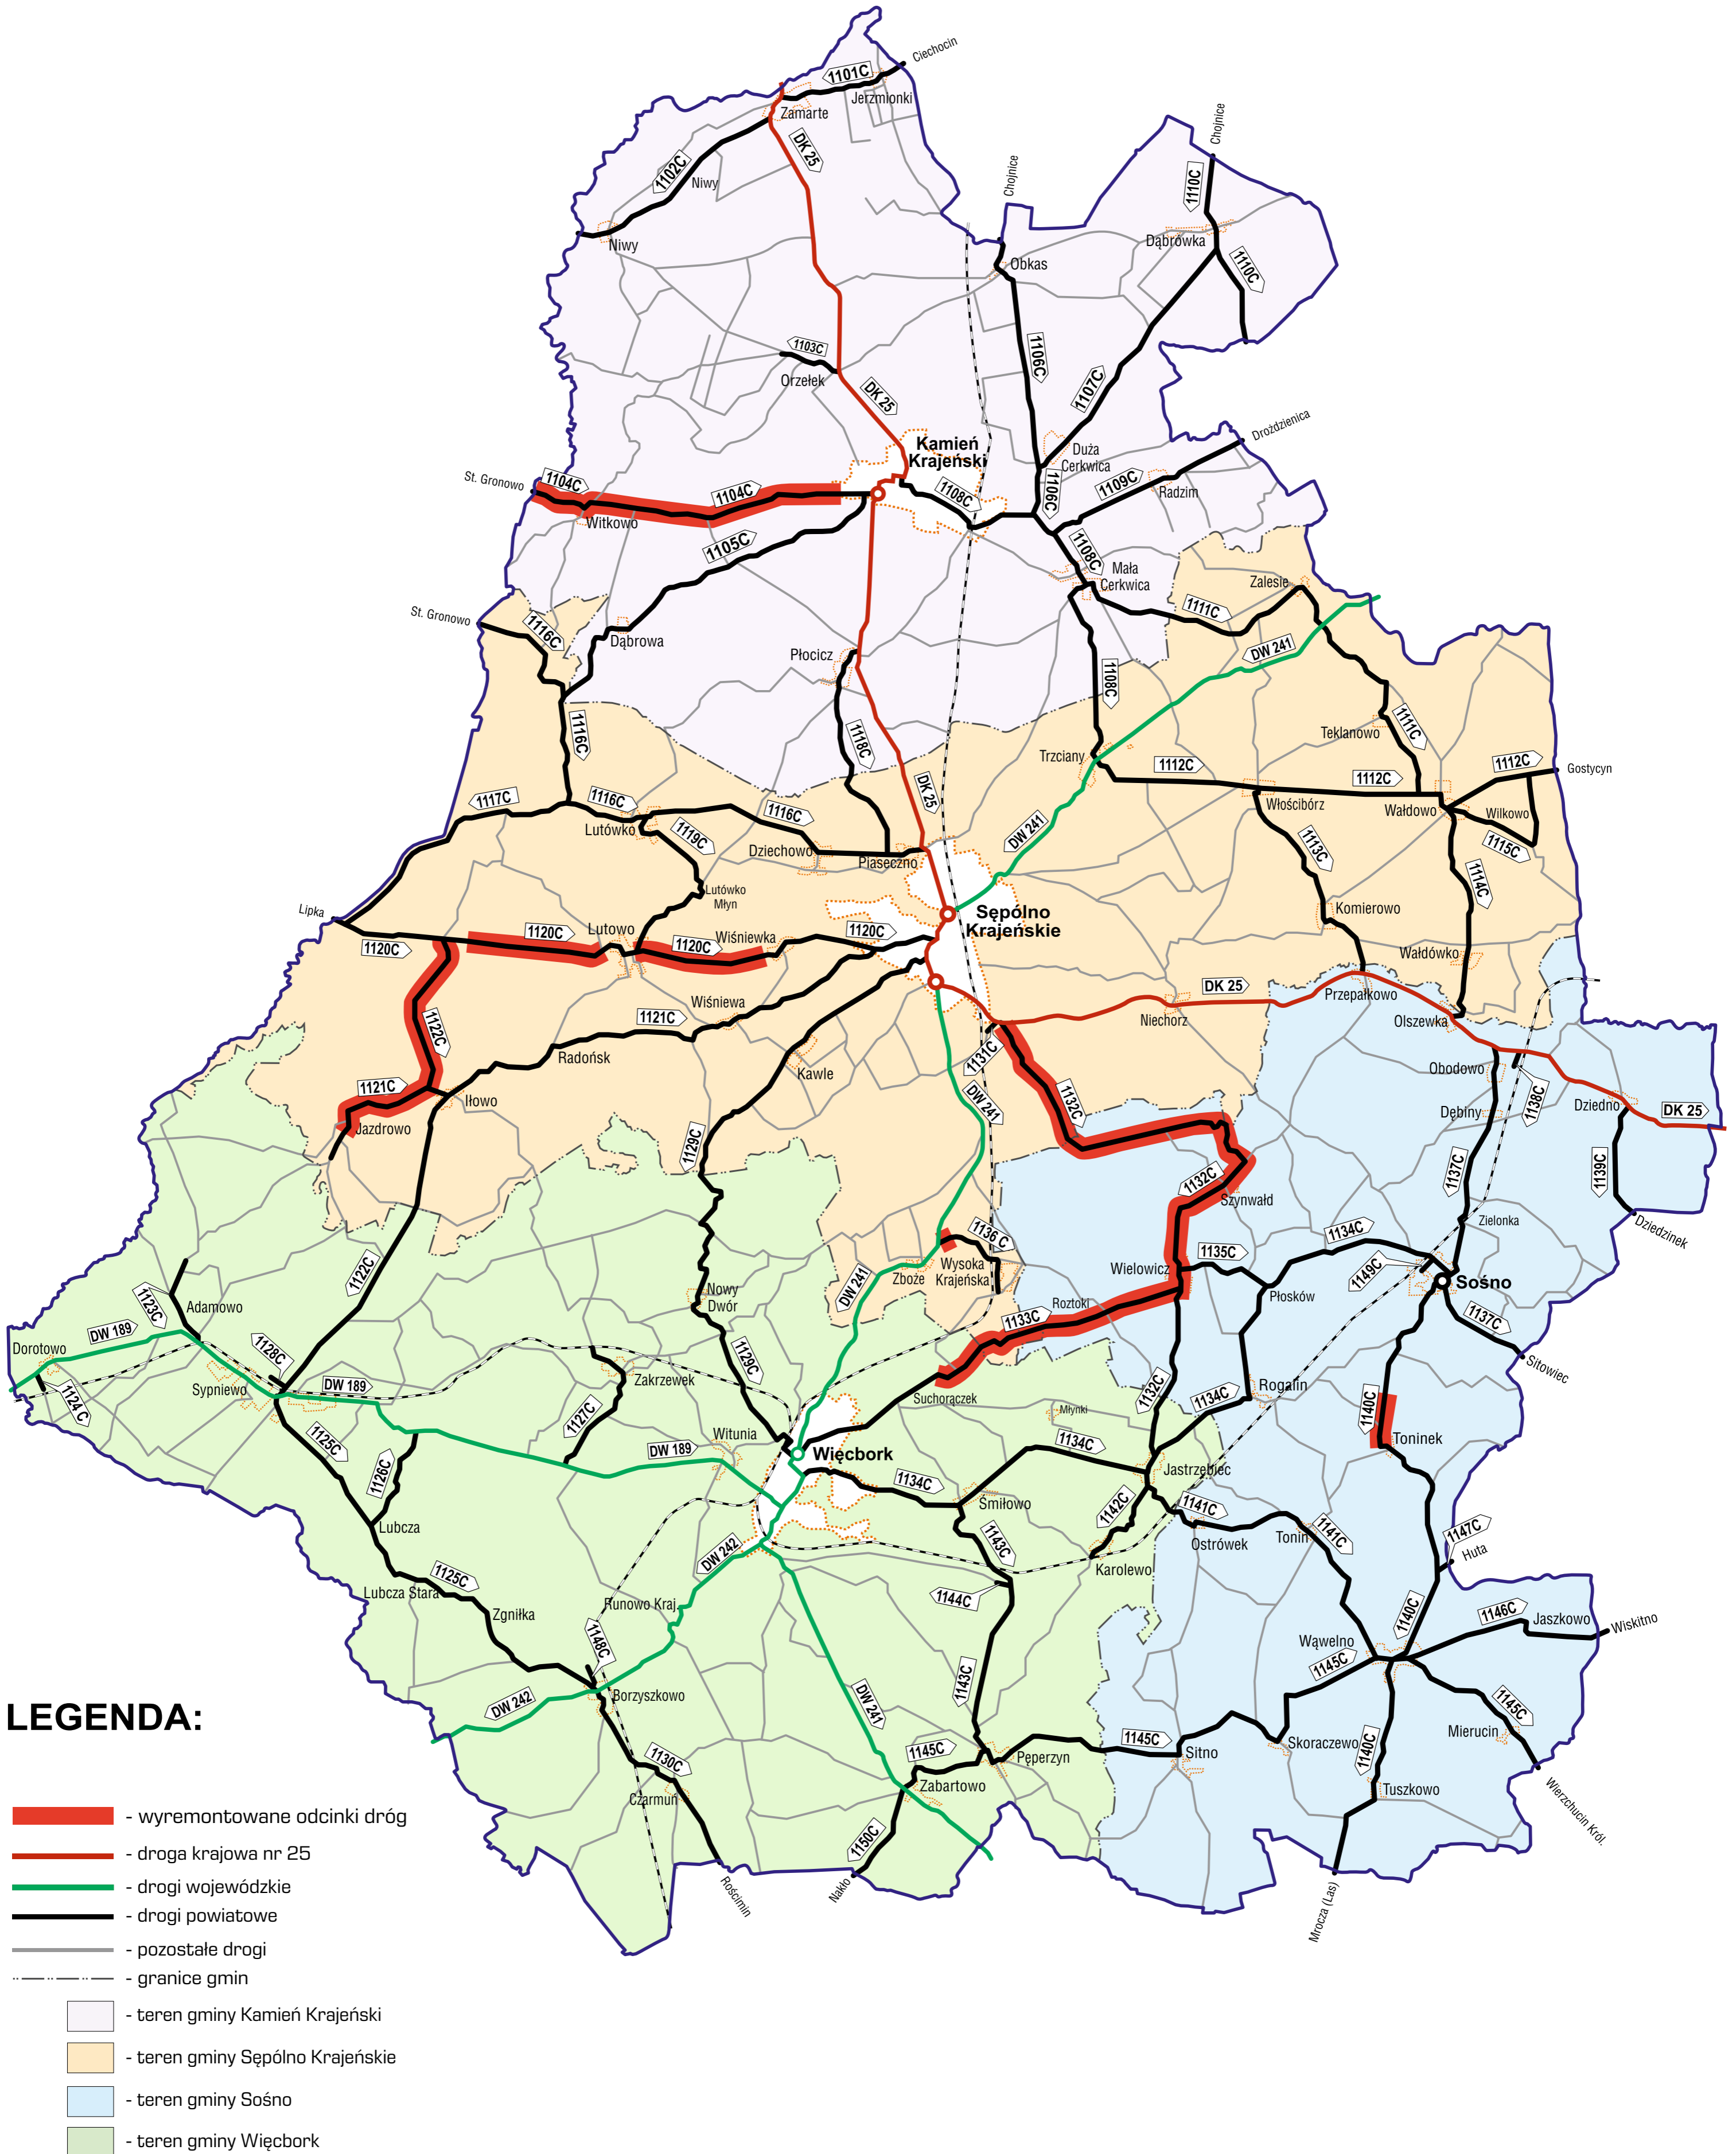 Ciechocin
1101C
Jerzmionki
Zamarte
DK 25
1102C
Niwy
Niwy
Chojnice
Chojnice
1110C
Dąbrówka
1110C
Obkas
1103C
Orzełek
DK 25
1106C
1107C
Kamień
Krajeński
Duża
Cerkwica
Drożdzienica
St. Gronowo
1104C
1104C
Witkowo
1108C
1106C
1109C
Radzim
1105C
1108C
Mała
Cerkwica
Zalesie
1111C
St. Gronowo
1116C
Dąbrowa
Płocicz
DW 241
1108C
1116C
1118C
Teklanowo
1111C
Trzciany
1112C
1112C
1112C
Gostycyn
DK 25
1117C
1116C
Lutówko
1116C
1119C
Dziechowo
Piaseczno
DW 241
Włościbórz
Wałdowo
Wilkowo
1113C
1115C
1114C
Lutówko
Młyn
Lipka
Sępólno
Krajeńskie
Komierowo
1120C
1120C
Lutowo
1120C
Wiśniewka
1120C
Wałdówko
Wiśniewa
1121C
DK 25
Niechorz
Przepałkowo
Olszewka
1122C
Radońsk
Kawle
1131C
1132C
DW 241
Obodowo
1138C
Dębiny
Dziedno
DK 25
1121C
Iłowo
Jazdrowo
1129C
1132C
Szynwałd
1137C
1139C
Zielonka
Dziedzinek
1136 C
Wysoka
Krajeńska
Zboże
DW 241
1134C
1135C
Wielowicz
1149C
Sośno
Płosków
1137C
Sitowiec
1122C
1123C
Adamowo
Nowy
Dwór
Roztoki
1133C
DW 189
Dorotowo
1128C
1124 C
Sypniewo
DW 189
1129C
Zakrzewek
1127C
Suchorączek
Młynki
1132C
1134C
Rogalin
1140C
Toninek
1125C
1126C
Witunia
DW 189
Więcbork
1134C
1134C
Śmiłowo
Jastrzębiec
1142C
1141C
Ostrówek
Tonin
1141C
1147C
Huta
Lubcza
DW 242
1143C
Karolewo
1144C
Lubcza Stara
1125C
Zgniłka
Runowo Kraj.
1148C
1140C
1146C
Jaszkowo
Wiskitno
Wąwelno
1145C
1143C
LEGENDA:
DW 242
Borzyszkowo
DW 241
1145C
Mierucin
1145C
Pęperzyn
1145C
Sitno
Skoraczewo
1140C
1130C
Czarmuń
Zabartowo
Tuszkowo
Wierzchucin Król.
- wyremontowane odcinki dróg
1150C
- droga krajowa nr 25
Nakło
Rościmin
Mrocza (Las)
- drogi wojewódzkie
- drogi powiatowe
- pozostałe drogi
- granice gmin
- teren gminy Kamień Krajeński
- teren gminy Sępólno Krajeńskie
- teren gminy Sośno
- teren gminy Więcbork